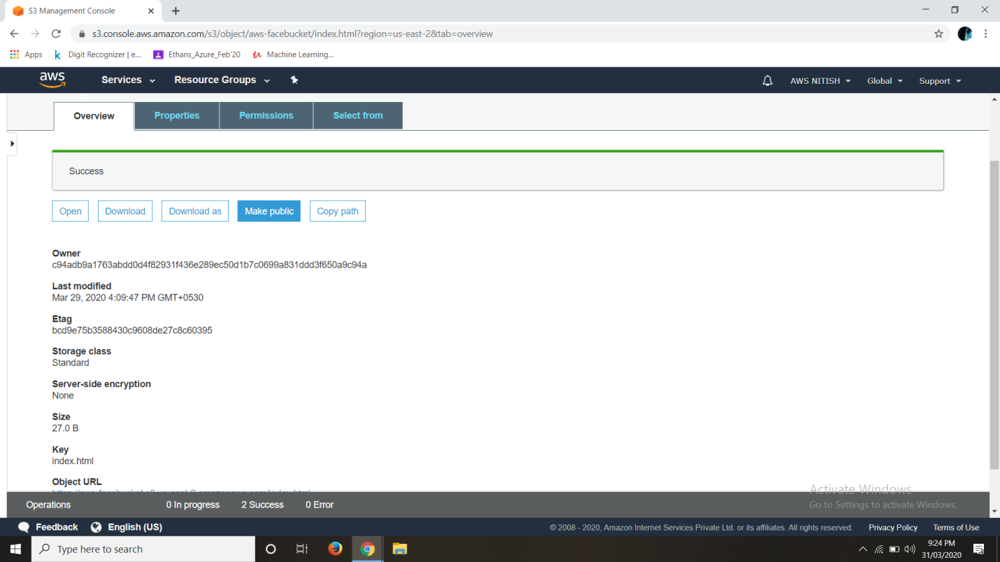 S3 Management Console
s3.console.aws.amazon.com/s3/object/aws-facebucket/index.html?region=us-east-2&tab=overview
Apps
k Digit Recognizer | e...
Ethans_Azure_Feb'20
Machine Learning...
aws
Services
Resource Groups
AWS NITISH
Global
Support
Overview
Properties
Permissions
Select from
Success
Open
Download
Download as
Make public
Copy path
Owner
c94adb9a1763abdd0d4f82931f436e289ec50d1b7c0699a831ddd3f650a9c94a
Last modified
Mar 29, 2020 4:09:47 PM GMT+0530
Etag
bcd9e75b3588430c9608de27c8c60395
Storage class
Standard
Server-side encryption
None
Size
27.0 B
Key
index.html
Object URL
Activate Windows
Go to Settings to activate Windows.
Operations
0 In progress
2 Success
0 Error
Feedback
English (US)
© 2008 - 2020, Amazon Internet Services Private Ltd. or its affiliates. All rights reserved.
Privacy Policy
Terms of Use
Type here to search
9:24 PM
31/03/2020